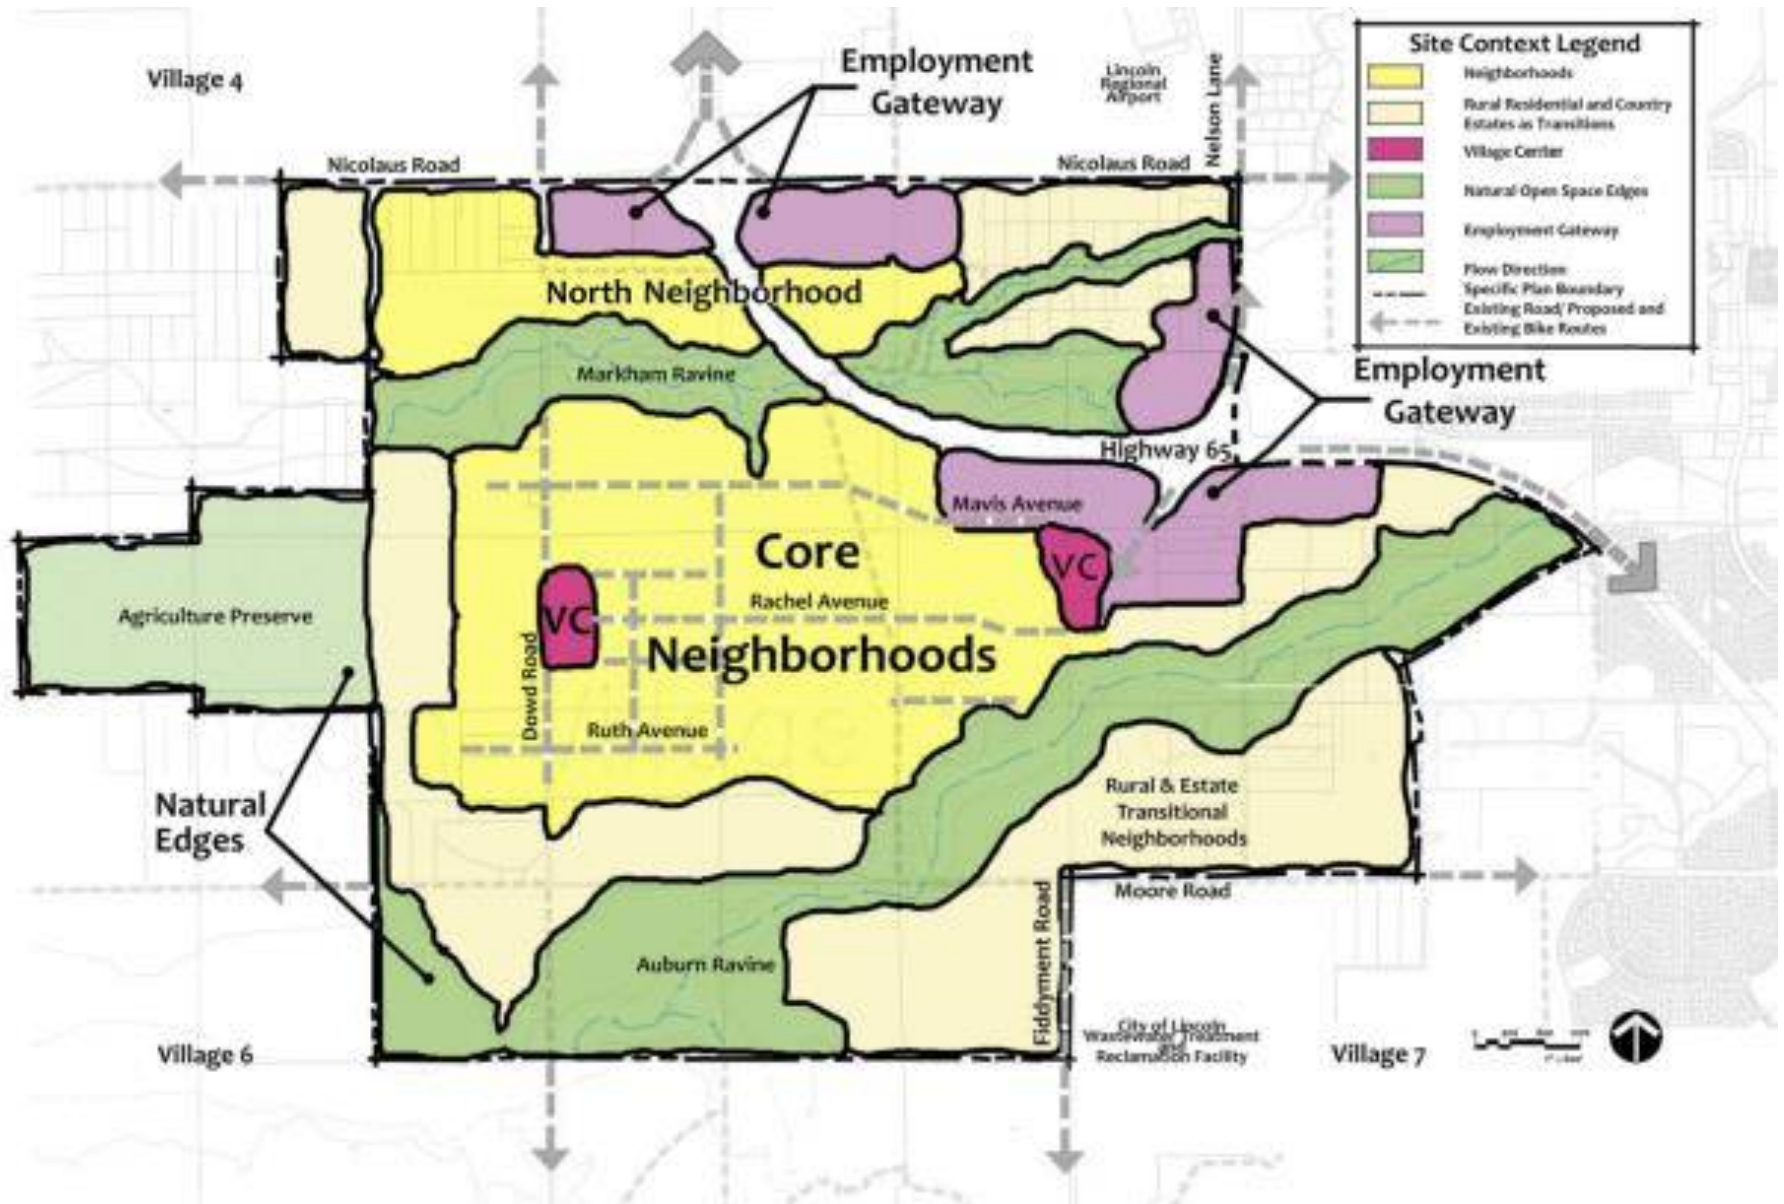 Village 4
Employment
Gateway
Lincoln
Regional
Airport
Nelson Lane
Site Context Legend
Neighborhoods
Rural Residential and Country
Estates as Transitions
Village Center
Natural Open Space Edges
Employment Gateway
Flow Direction
Specific Plan Boundary
Existing Road/ Proposed and
Existing Bike Routes
Nicolaus Road
Nicolaus Road
North Neighborhood
Markham Ravine
Employment
Gateway
Highway 65
Mavis Avenue
Core
VC
Agriculture Preserve
Rachel Avenue
VC
Neighborhoods
Dowd Road
Ruth Avenue
Natural
Edges
Rural & Estate
Transitional
Neighborhoods
Moore Road
Fiddyment Road
Auburn Ravine
City of Lincoln
Wastewater Treatment
and
Reclamation Facility
Village 6
Village 7